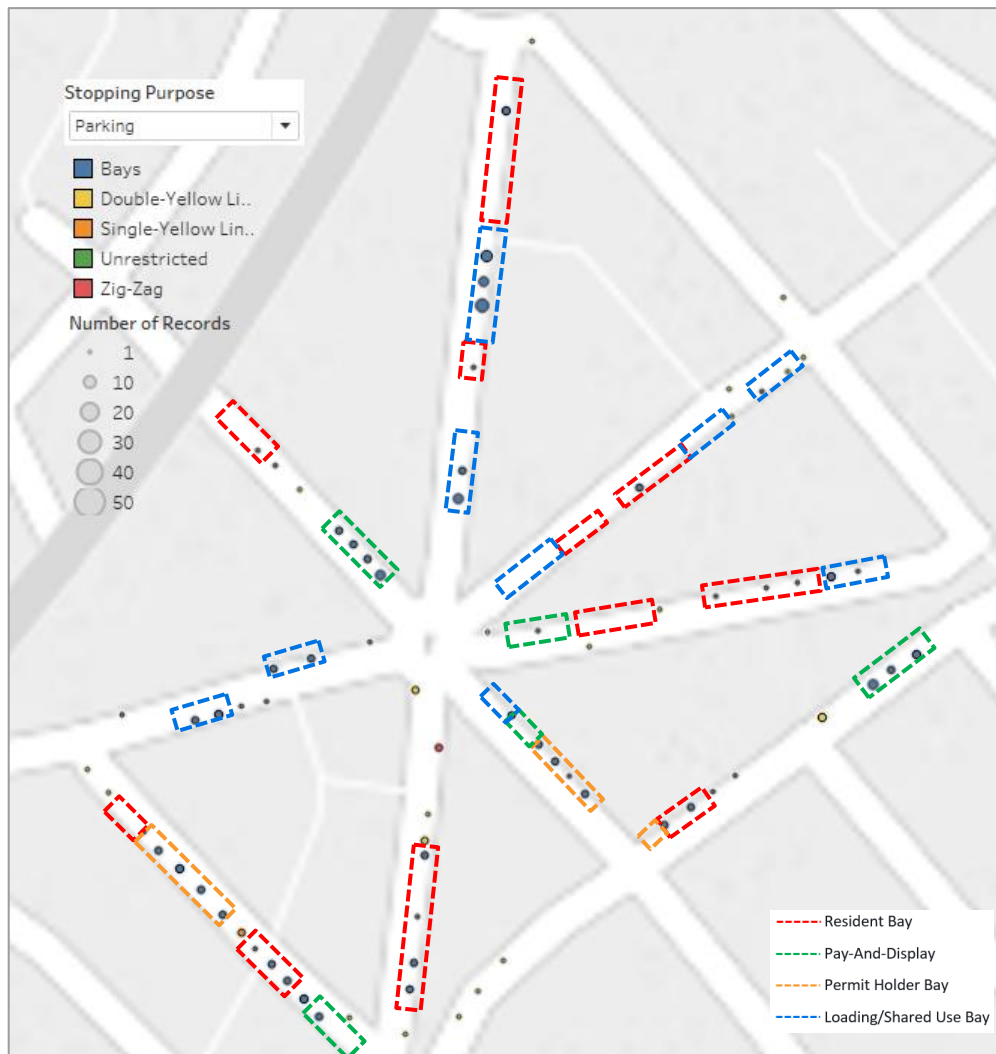 Stopping Purpose
Parking
Bays
Double-Yellow Li..
Single-Yellow Lin..
Unrestricted
Zig-Zag
Number of Records
1
10
20
30
40
50
Resident Bay
Pay-And-Display
Permit Holder Bay
Loading/Shared Use Bay